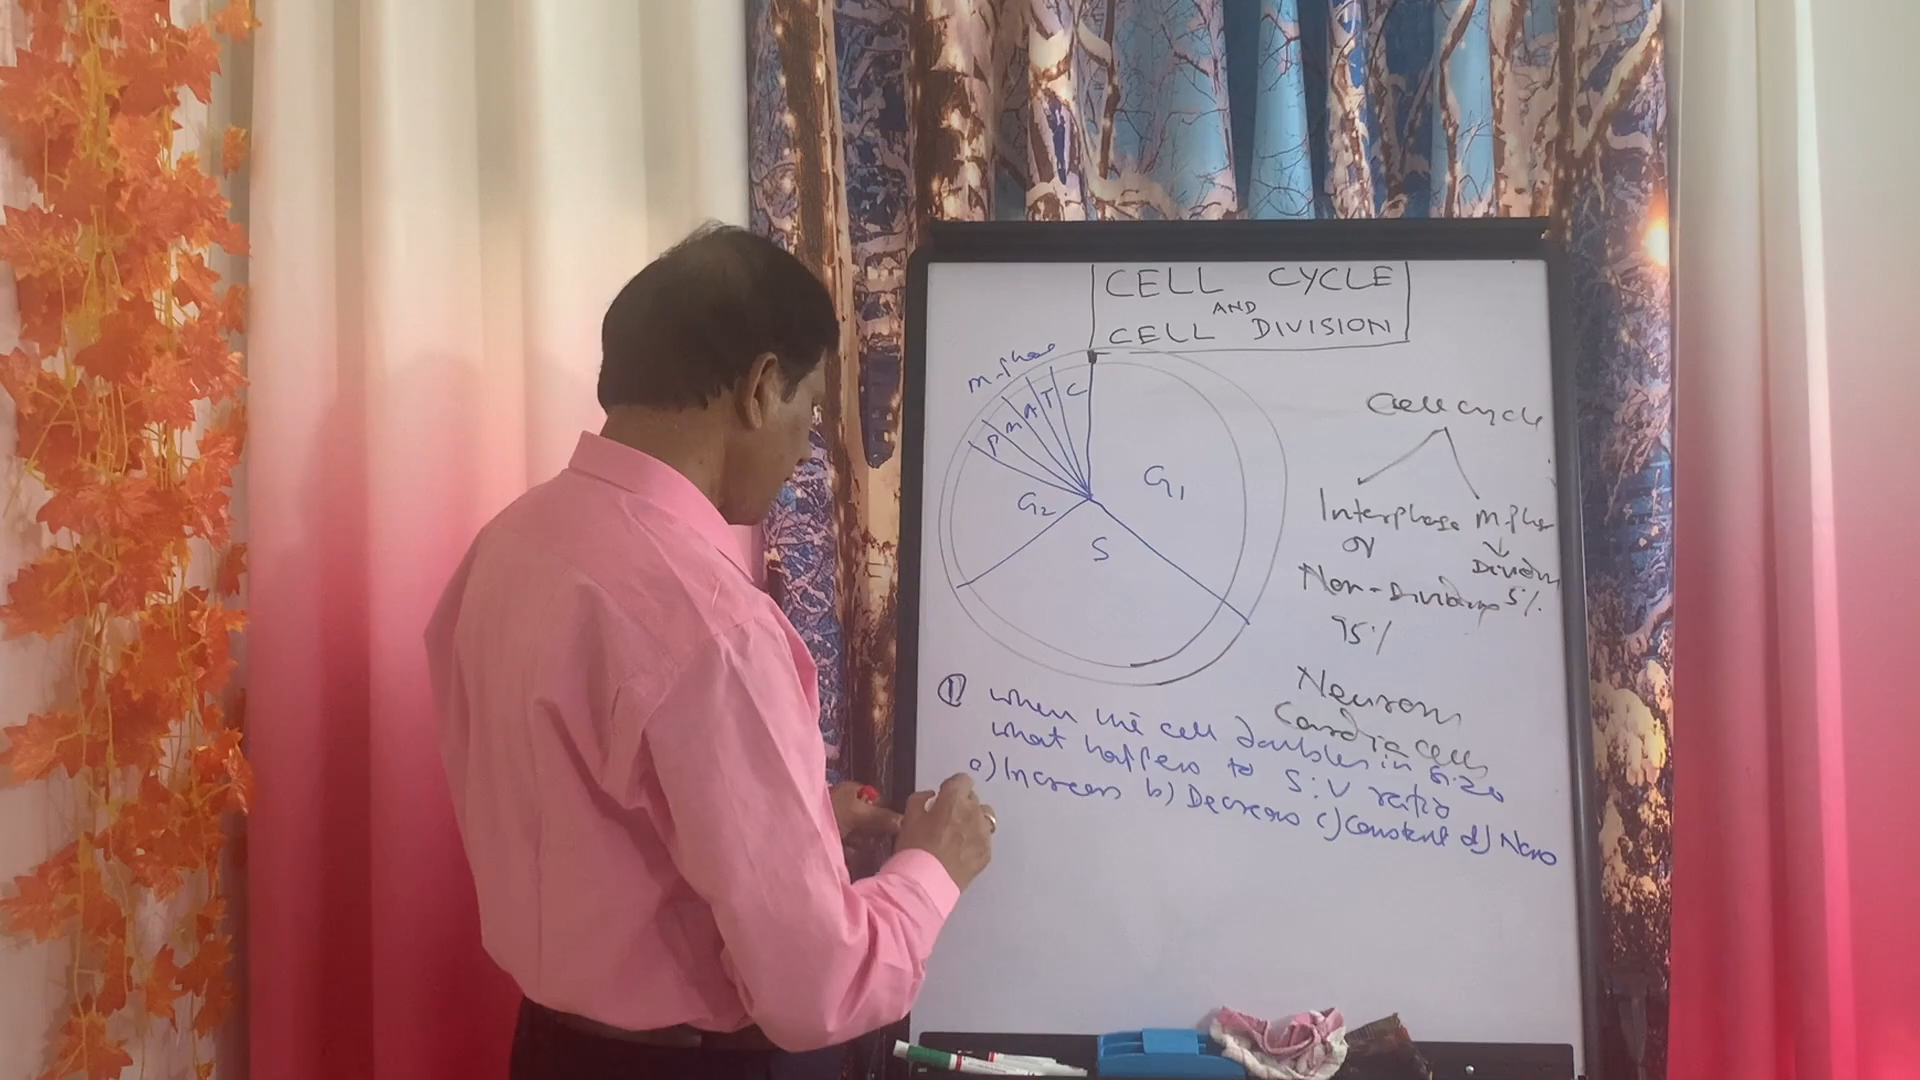 CELL CYCLE
AND
CELL DIVISION
M-phase
P
M
A
T
C
G1
G2
S
Cell cycle
Interphase
or
Non-Dividing
95%
M-phase
Division
5%
Neurons
Cardia cells
① When the cell doubles in size
what happens to S:V ratio
a) Increases b) Decreases c) Constant d) None